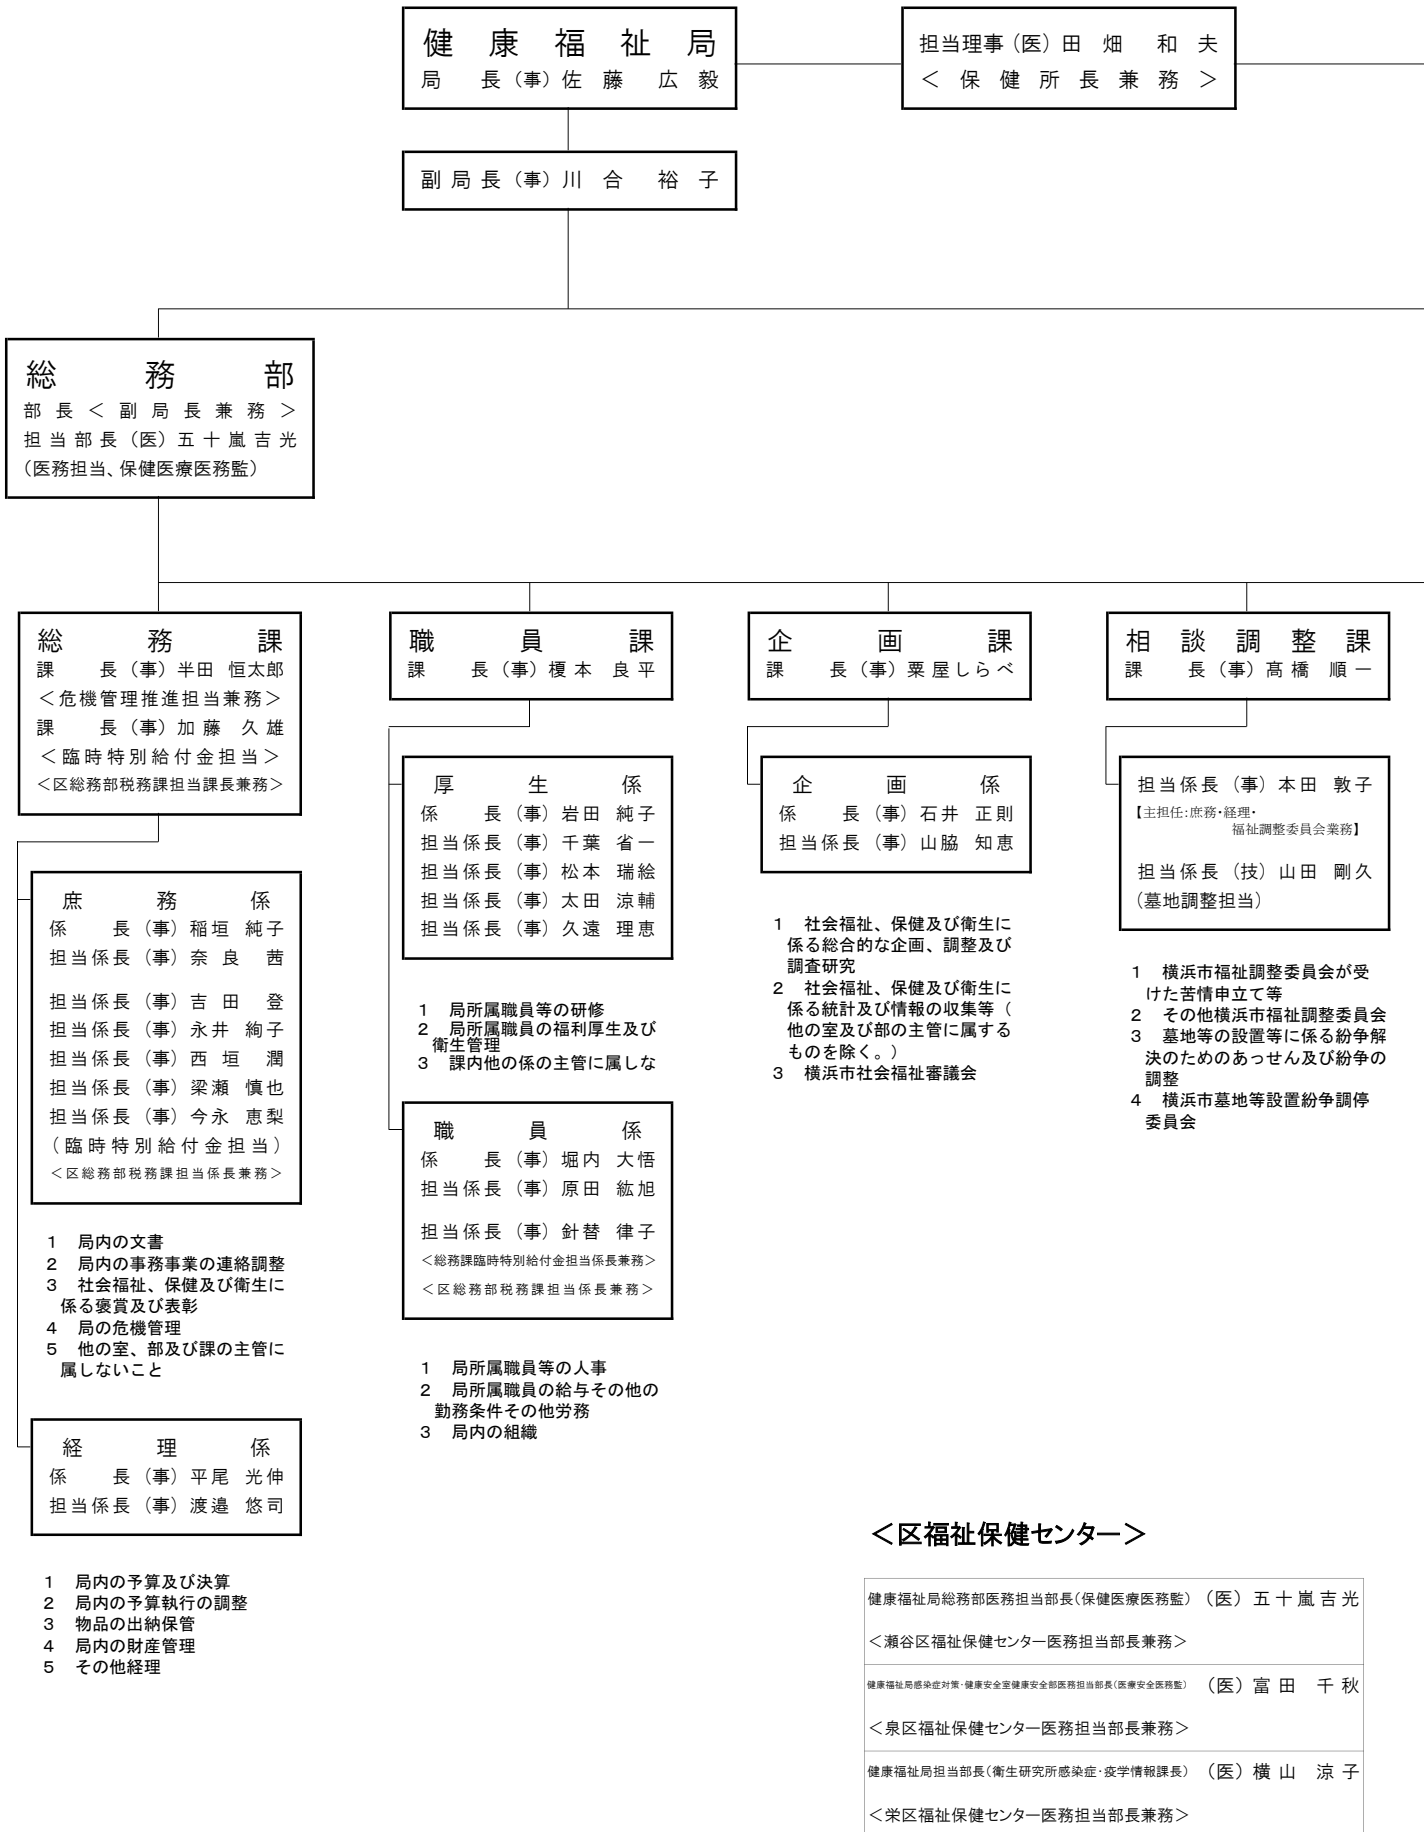 健康福祉局
局　長（事）佐藤　広毅
担当理事（医）田畑　和夫
＜保健所長兼務＞
副局長（事）川合　裕子
総務部
部長＜副局長兼務＞
担当部長（医）五十嵐吉光
（医務担当、保健医療医務監）
総務課
課　長（事）半田　恒太郎
＜危機管理推進担当兼務＞
課　長（事）加藤　久雄
＜臨時特別給付金担当＞
＜区総務部税務課担当課長兼務＞
庶務係
係　長（事）稲垣　純子
担当係長（事）奈良　茜
担当係長（事）吉田　登
担当係長（事）永井　絢子
担当係長（事）西垣　潤
担当係長（事）梁瀬　慎也
担当係長（事）今永　恵梨
（臨時特別給付金担当）
＜区総務部税務課担当係長兼務＞
1　局内の文書
2　局内の事務事業の連絡調整
3　社会福祉、保健及び衛生に
係る褒賞及び表彰
4　局の危機管理
5　他の室、部及び課の主管に
属しないこと
経理係
係　長（事）平尾　光伸
担当係長（事）渡邉　悠司
1　局内の予算及び決算
2　局内の予算執行の調整
3　物品の出納保管
4　局内の財産管理
5　その他経理
職員課
課　長（事）榎本　良平
厚生係
係　長（事）岩田　純子
担当係長（事）千葉　省一
担当係長（事）松本　瑞絵
担当係長（事）太田　涼輔
担当係長（事）久遠　理恵
1　局所属職員等の研修
2　局所属職員の福利厚生及び
衛生管理
3　課内他の係の主管に属しな
職員係
係　長（事）堀内　大悟
担当係長（事）原田　紘旭
担当係長（事）針替　律子
＜総務課臨時特別給付金担当係長兼務＞
＜区総務部税務課担当係長兼務＞
1　局所属職員等の人事
2　局所属職員の給与その他の
勤務条件その他労務
3　局内の組織
企画課
課　長（事）粟屋しらべ
企画係
係　長（事）石井　正則
担当係長（事）山脇　知恵
1　社会福祉、保健及び衛生に
係る総合的な企画、調整及び
調査研究
2　社会福祉、保健及び衛生に
係る統計及び情報の収集等（
他の室及び部の主管に属する
ものを除く。）
3　横浜市社会福祉審議会
相談調整課
課　長（事）髙橋　順一
担当係長（事）本田　敦子
【主担任：庶務・経理・
福祉調整委員会業務】
担当係長（技）山田　剛久
（墓地調整担当）
1　横浜市福祉調整委員会が受
けた苦情申立て等
2　その他横浜市福祉調整委員会
3　墓地等の設置等に係る紛争解
決のためのあっせん及び紛争の
調整
4　横浜市墓地等設置紛争調停
委員会
＜区福祉保健センター＞
健康福祉局総務部医務担当部長（保健医療医務監）（医）五十嵐吉光
＜瀬谷区福祉保健センター医務担当部長兼務＞
健康福祉局感染症対策・健康安全室健康安全部医務担当部長（医療安全医務監）（医）富田　千秋
＜泉区福祉保健センター医務担当部長兼務＞
健康福祉局担当部長（衛生研究所感染症・疫学情報課長）（医）横山　涼子
＜栄区福祉保健センター医務担当部長兼務＞